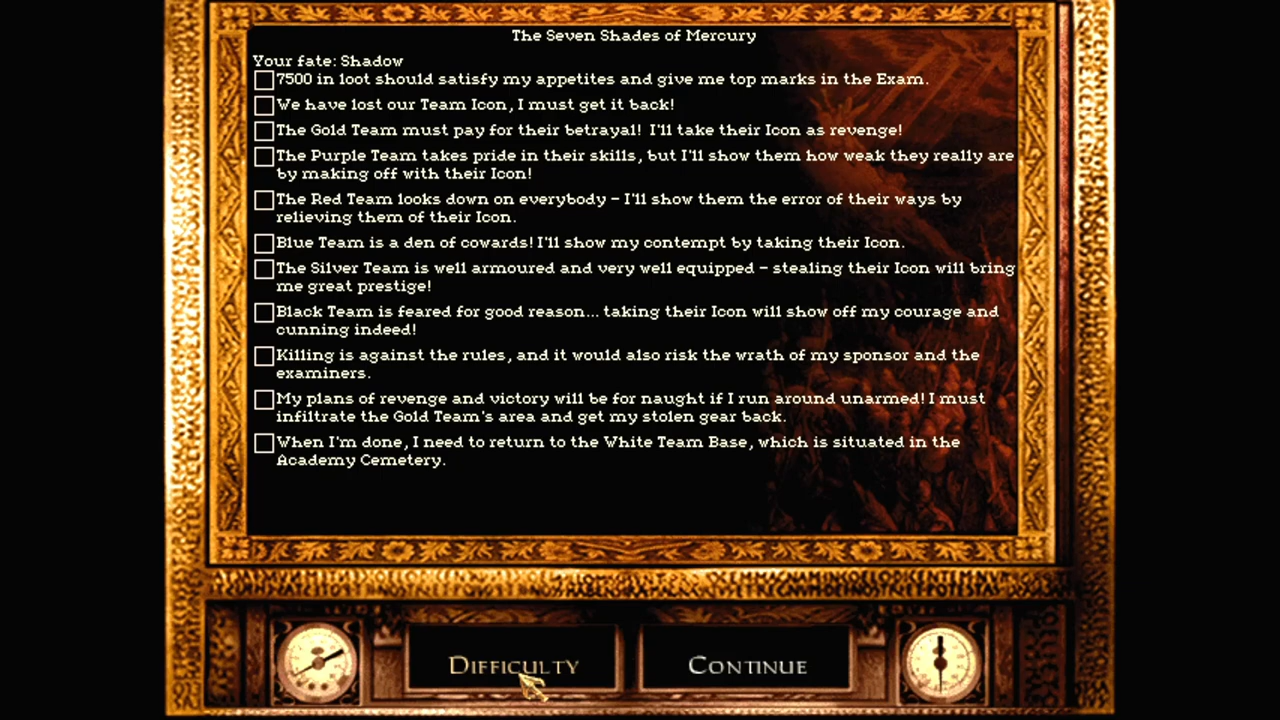 The Seven Shades of Mercury
Your fate: Shadow
7500 in loot should satisfy my appetites and give me top marks in the Exam.
We have lost our Team Icon, I must get it back!
The Gold Team must pay for their betrayal! I'll take their Icon as revenge!
The Purple Team takes pride in their skills, but I'll show them how weak they really are
by making off with their Icon!
The Red Team looks down on everybody - I'll show them the error of their ways by
relieving them of their Icon.
Blue Team is a den of cowards! I'll show my contempt by taking their Icon.
The Silver Team is well armoured and very well equipped - stealing their Icon will bring
me great prestige!
Black Team is feared for good reason... taking their Icon will show off my courage and
cunning indeed!
Killing is against the rules, and it would also risk the wrath of my sponsor and the
examiners.
My plans of revenge and victory will be for naught if I run around unarmed! I must
infiltrate the Gold Team's area and get my stolen gear back.
When I'm done, I need to return to the White Team Base, which is situated in the
Academy Cemetery.
DIFFICULTY
CONTINUE